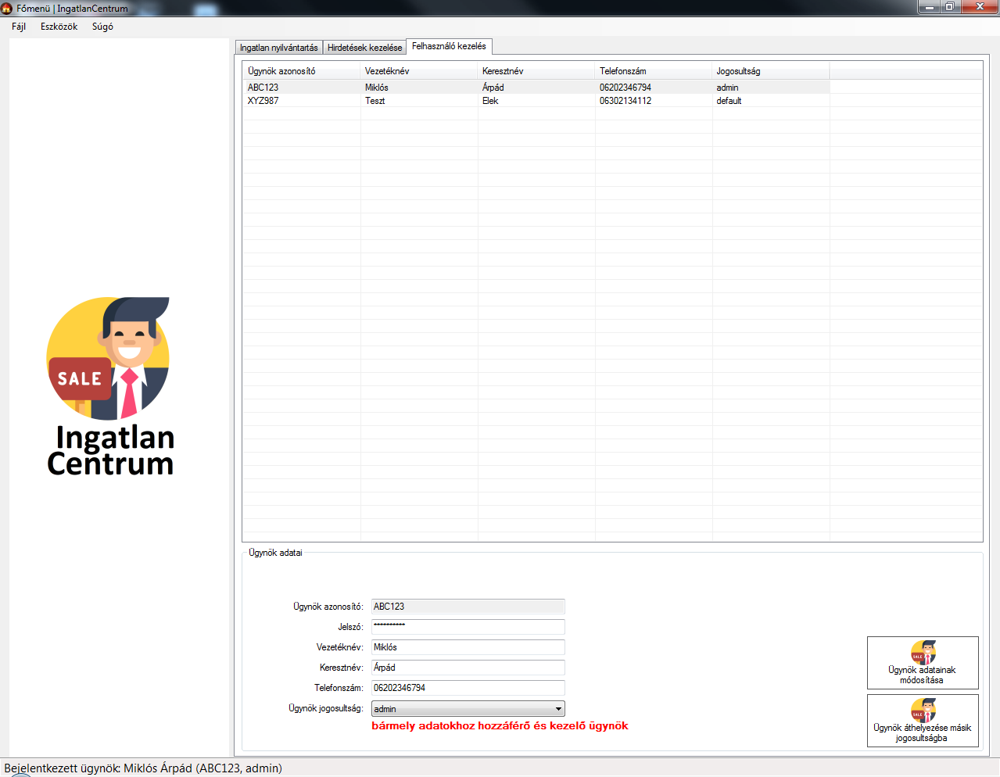 Főmenü | IngatlanCentrum
Fájl Eszközök Súgó
Ingatlan nyilvántartás Hirdetések kezelése Felhasználó kezelés
Ügynök azonosító Vezetéknév Keresztnév Telefonszám Jogosultság
ABC123 Miklós Árpád 06202346794 admin
XYZ987 Teszt Elek 06302134112 default
SALE
Ingatlan
Centrum
Ügynök adatai
Ügynök azonosító: ABC123
Jelszó: **********
Vezetéknév: Miklós
Keresztnév: Árpád
Telefonszám: 06202346794
Ügynök jogosultság: admin
bármely adatokhoz hozzáférő és kezelő ügynök
SALE
Ügynök adatainak
módosítása
SALE
Ügynök áthelyezése másik
jogosultságba
Bejelentkezett ügynök: Miklós Árpád (ABC123, admin)